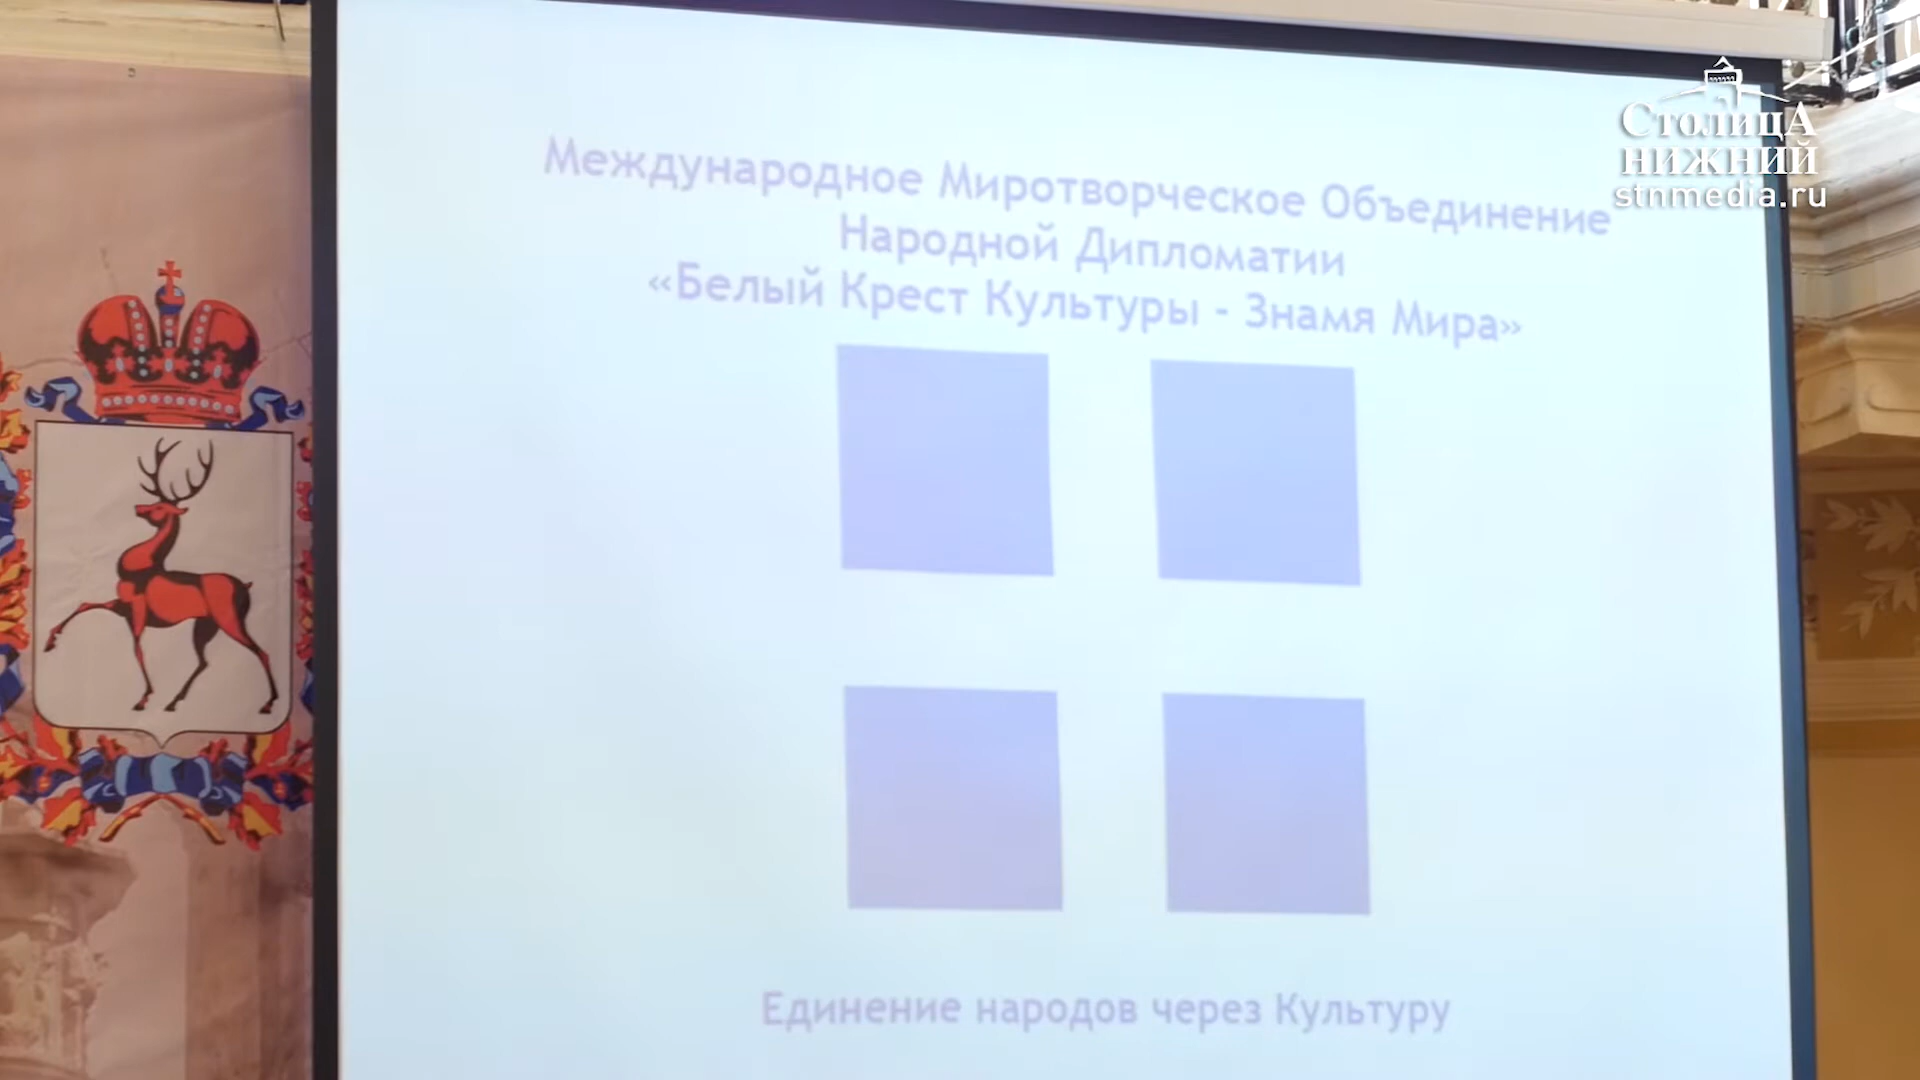 Международное Миротворческое Объединение
Народной Дипломатии
«Белый Крест Культуры - Знамя Мира»
Единение народов через Культуру
СтолицА
НИЖНИЙ
stnmedia.ru